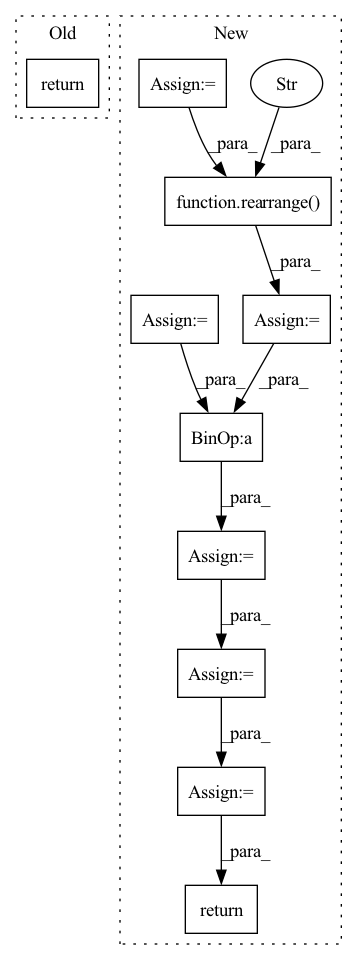 Old
New
return
Assign:=
Str
_para_
_para_
function.rearrange()
_para_
Assign:=
Assign:=
_para_
_para_
BinOp:a
_para_
Assign:=
_para_
Assign:=
_para_
Assign:=
_para_
return